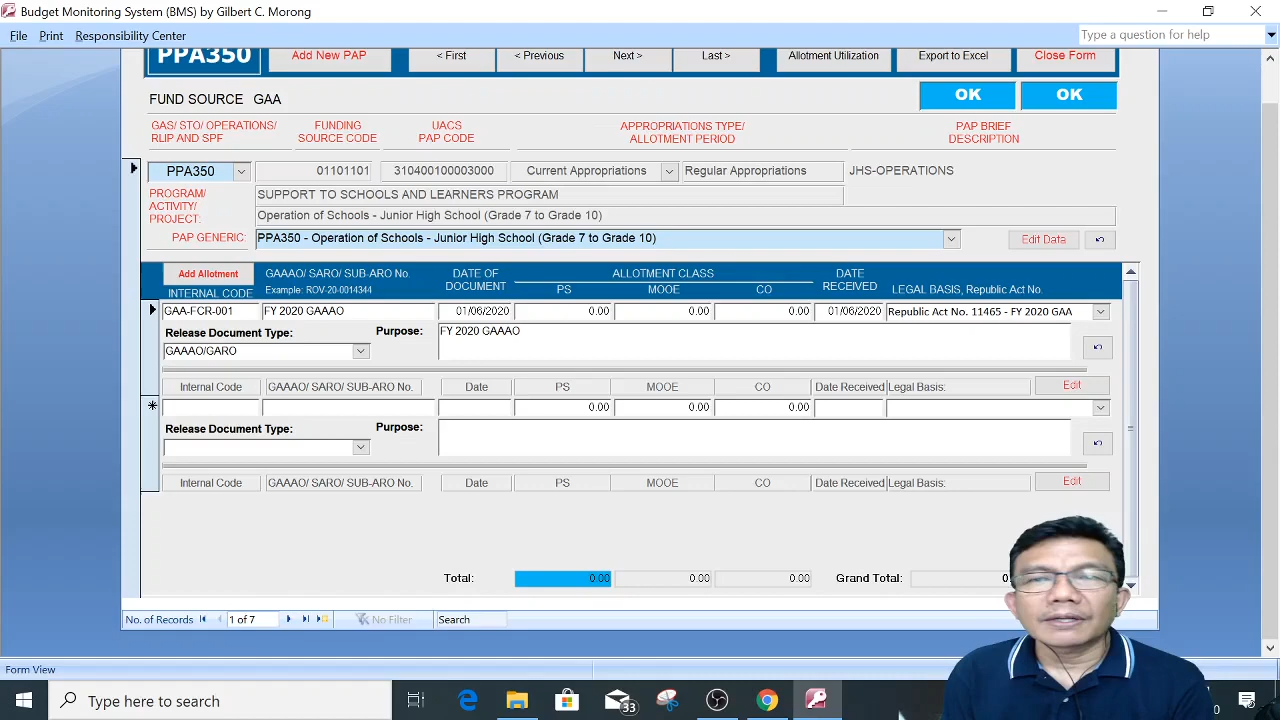 Budget Monitoring System (BMS) by Gilbert C. Morong
File Print Responsibility Center Type a question for help
PPA350 Add New PAP < First < Previous Next > Last > Allotment Utilization Export to Excel Close Form
FUND SOURCE GAA OK OK
GAS/ STO/ OPERATIONS/ FUNDING UACS APPROPRIATIONS TYPE/ PAP BRIEF
RLIP AND SPF SOURCE CODE PAP CODE ALLOTMENT PERIOD DESCRIPTION
PPA350 01101101 310400100003000 Current Appropriations Regular Appropriations JHS-OPERATIONS
PROGRAM/ SUPPORT TO SCHOOLS AND LEARNERS PROGRAM
ACTIVITY/
PROJECT: Operation of Schools - Junior High School (Grade 7 to Grade 10)
PAP GENERIC: PPA350 - Operation of Schools - Junior High School (Grade 7 to Grade 10) Edit Data
Add Allotment GAAAO/ SARO/ SUB-ARO No. DATE OF ALLOTMENT CLASS DATE
INTERNAL CODE Example: ROV-20-0014344 DOCUMENT PS MOOE CO RECEIVED LEGAL BASIS, Republic Act No.
GAA-FCR-001 FY 2020 GAAAO 01/06/2020 0.00 0.00 0.00 01/06/2020 Republic Act No. 11465 - FY 2020 GAA
Release Document Type: Purpose: FY 2020 GAAAO
GAAAO/GARO
Internal Code GAAAO/ SARO/ SUB-ARO No. Date PS MOOE CO Date Received Legal Basis: Edit
0.00 0.00 0.00
Release Document Type: Purpose:
Internal Code GAAAO/ SARO/ SUB-ARO No. Date PS MOOE CO Date Received Legal Basis: Edit
Total: 0.00 0.00 0.00 Grand Total:
No. of Records 1 of 7 No Filter Search
Form View
Type here to search 33